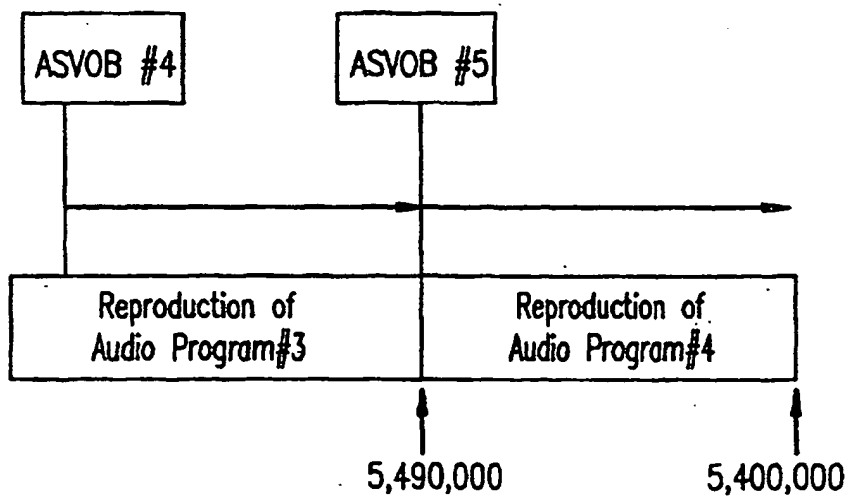 ASVOB #4
ASVOB #5
Reproduction of
Audio Program#3
Reproduction of
Audio Program#4
5,490,000
5,400,000